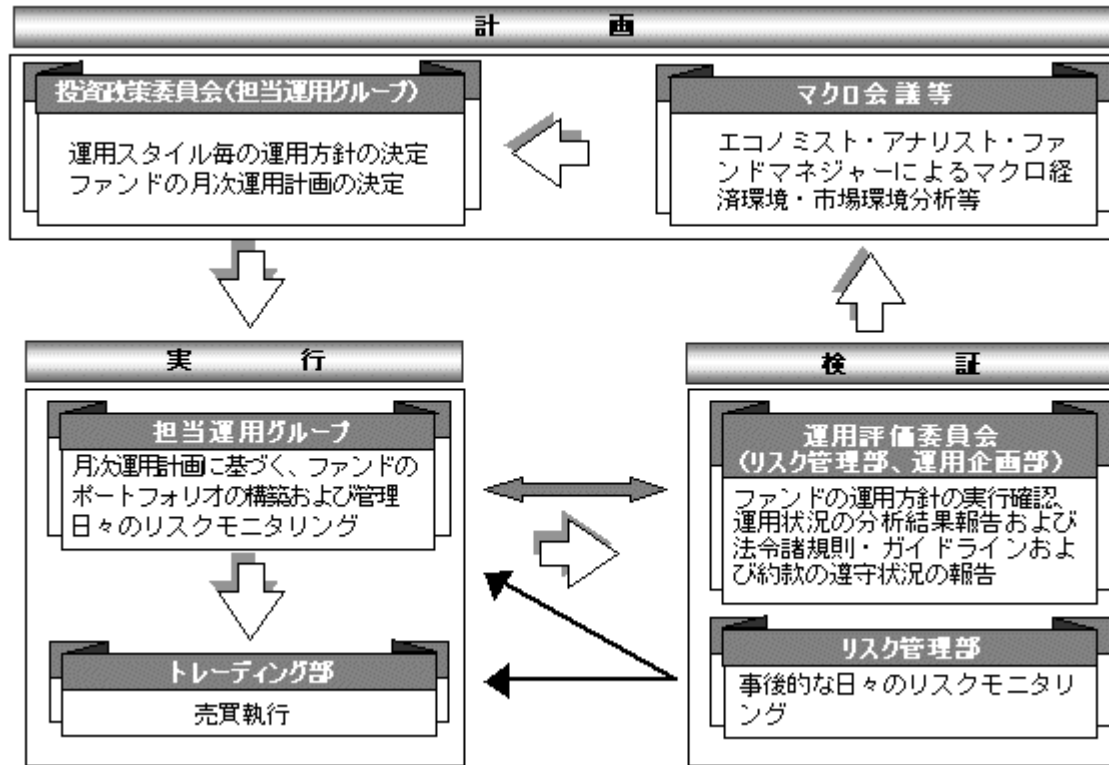 計画
投資政策委員会(担当運用グループ)
運用スタイル毎の運用方針の決定
ファンドの月次運用計画の決定
マクロ会議等
エコノミスト・アナリスト・ファ
ンドマネジャーによるマクロ経
済環境・市場環境分析等
実行
担当運用グループ
月次運用計画に基づく、ファンドの
ポートフォリオの構築および管理
日々のリスクモニタリング
トレーディング部
売買執行
検証
運用評価委員会
(リスク管理部、運用企画部)
ファンドの運用方針の実行確認、
運用状況の分析結果報告および
法令諸規則・ガイドラインおよ
び約款の遵守状況の報告
リスク管理部
事後的な日々のリスクモニタリ
ング